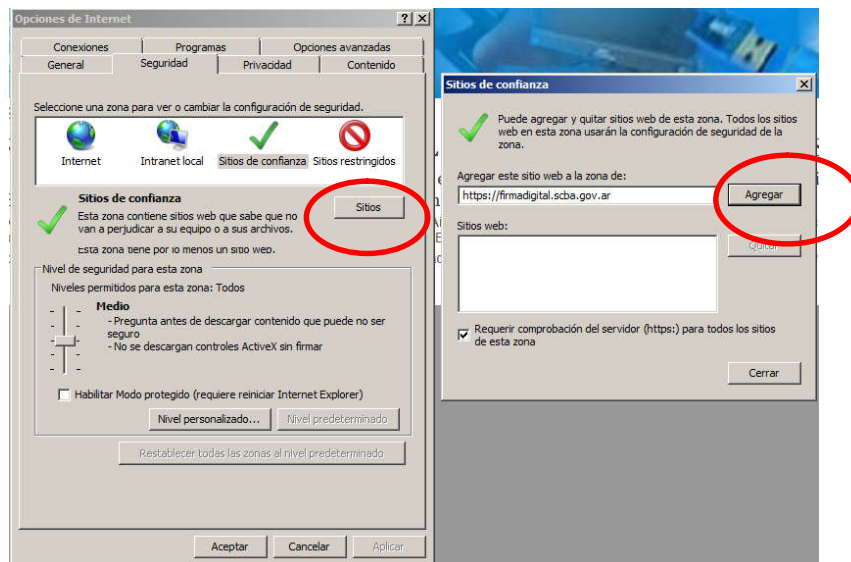 Opciones de Internet
Conexiones Programas Opciones avanzadas
General Seguridad Privacidad Contenido
Seleccione una zona para ver o cambiar la configuración de seguridad.
Internet Intranet local Sitios de confianza Sitios restringidos
Sitios de confianza
Sitios
Esta zona contiene sitios web que sabe que no
van a perjudicar a su equipo o a sus archivos.
Esta zona tiene por lo menos un sitio web.
Nivel de seguridad para esta zona
Niveles permitidos para esta zona: Todos
Medio
- Pregunta antes de descargar contenido que puede no ser
seguro
- No se descargan controles ActiveX sin firmar
Habilitar Modo protegido (requiere reiniciar Internet Explorer)
Nivel personalizado... Nivel predeterminado
Restablecer todas las zonas al nivel predeterminado
Aceptar Cancelar Aplicar
Sitios de confianza
Puede agregar y quitar sitios web de esta zona. Todos los sitios
web en esta zona usarán la configuración de seguridad de la
zona.
Agregar este sitio web a la zona de:
https://firmadigital.scba.gov.ar Agregar
Sitios web:
Quitar
Requerir comprobación del servidor (https:) para todos los sitios
de esta zona
Cerrar